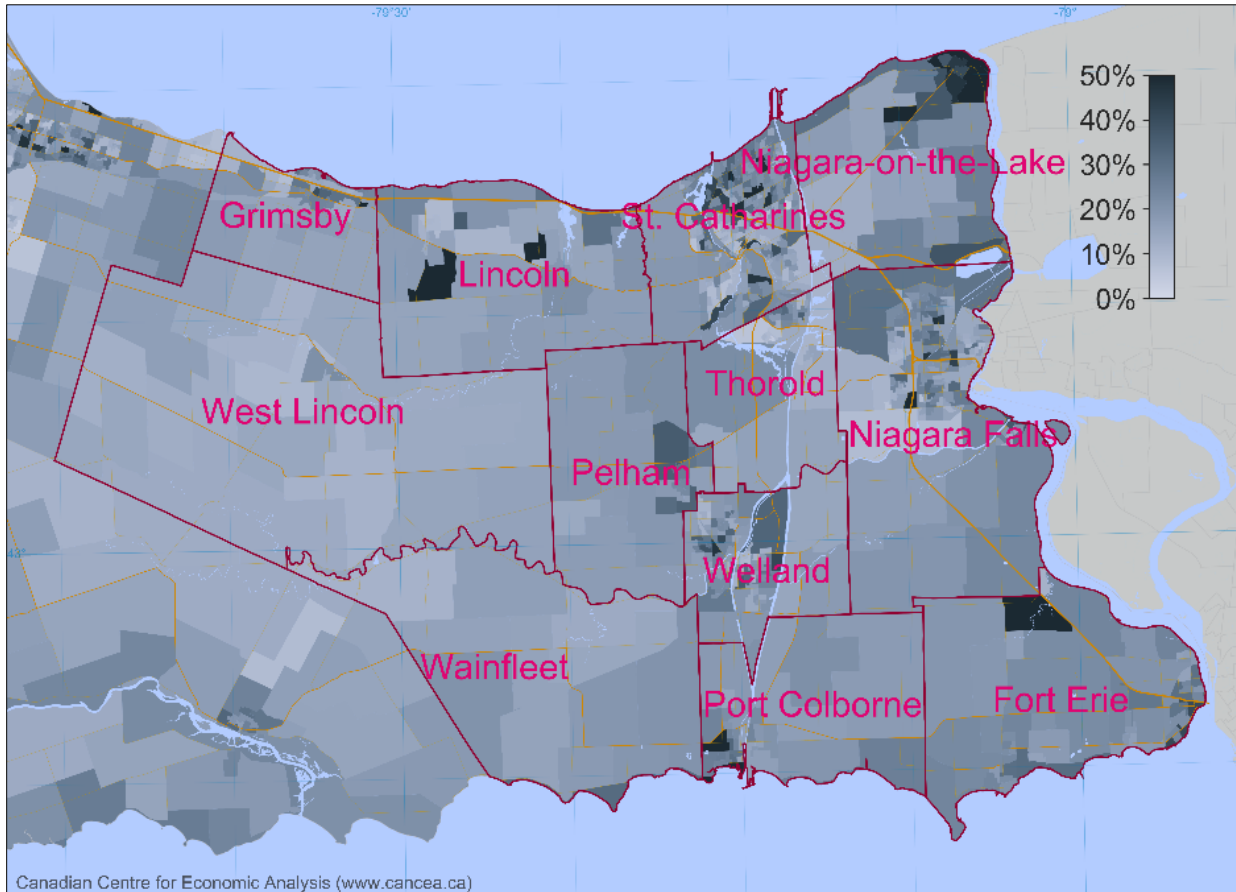 -79°30'
-79°
50%
40%
30%
20%
10%
0%
Niagara-on-the-Lake
Grimsby
St. Catharines
Lincoln
Thorold
West Lincoln
Niagara Falls
Pelham
43°
Welland
Wainfleet
Port Colborne
Fort Erie
Canadian Centre for Economic Analysis (www.cancea.ca)